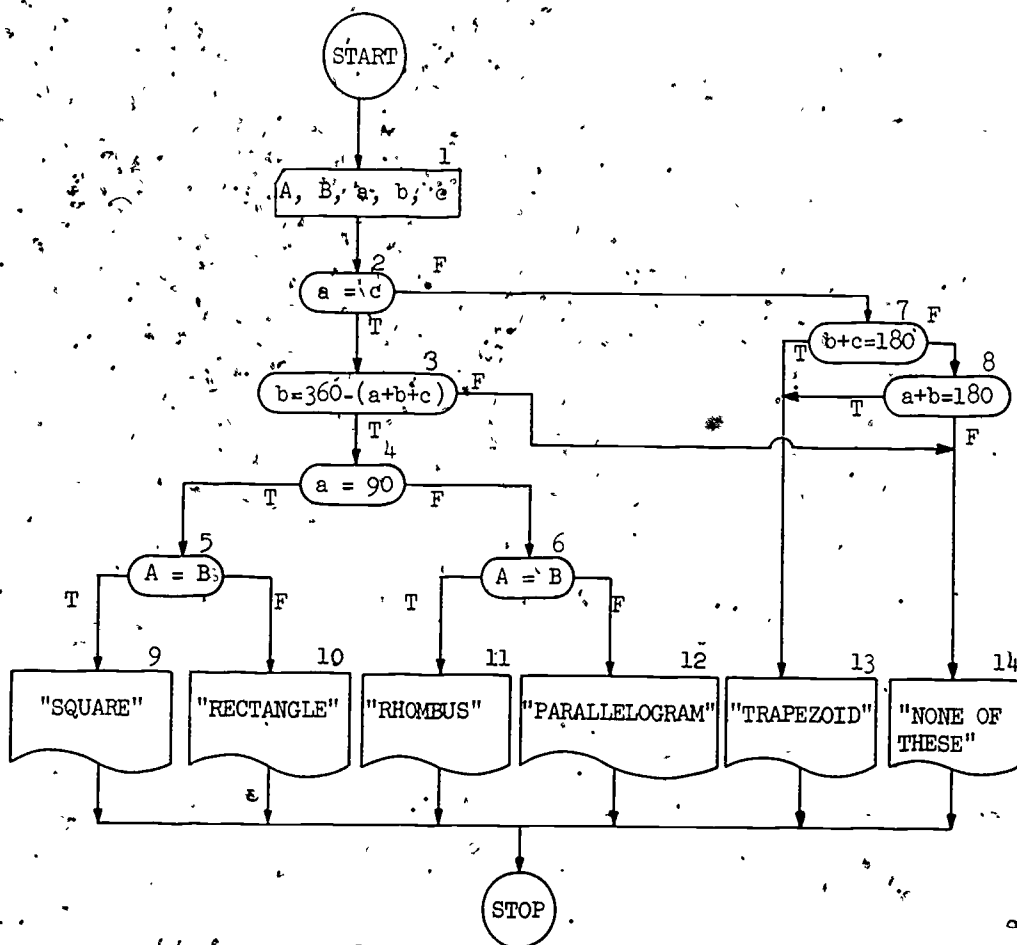 START
1
A, B, a, b, c
2
F
a = c
T
7
F
b+c=180
T
8
a+b=180
T
F
3
b=360-(a+b+c)
F
T
4
a = 90
T
F
5
A = B
T
F
6
A = B
T
F
9
"SQUARE"
10
"RECTANGLE"
11
"RHOMBUS"
12
"PARALLELOGRAM"
13
"TRAPEZOID"
14
"NONE OF
THESE"
STOP